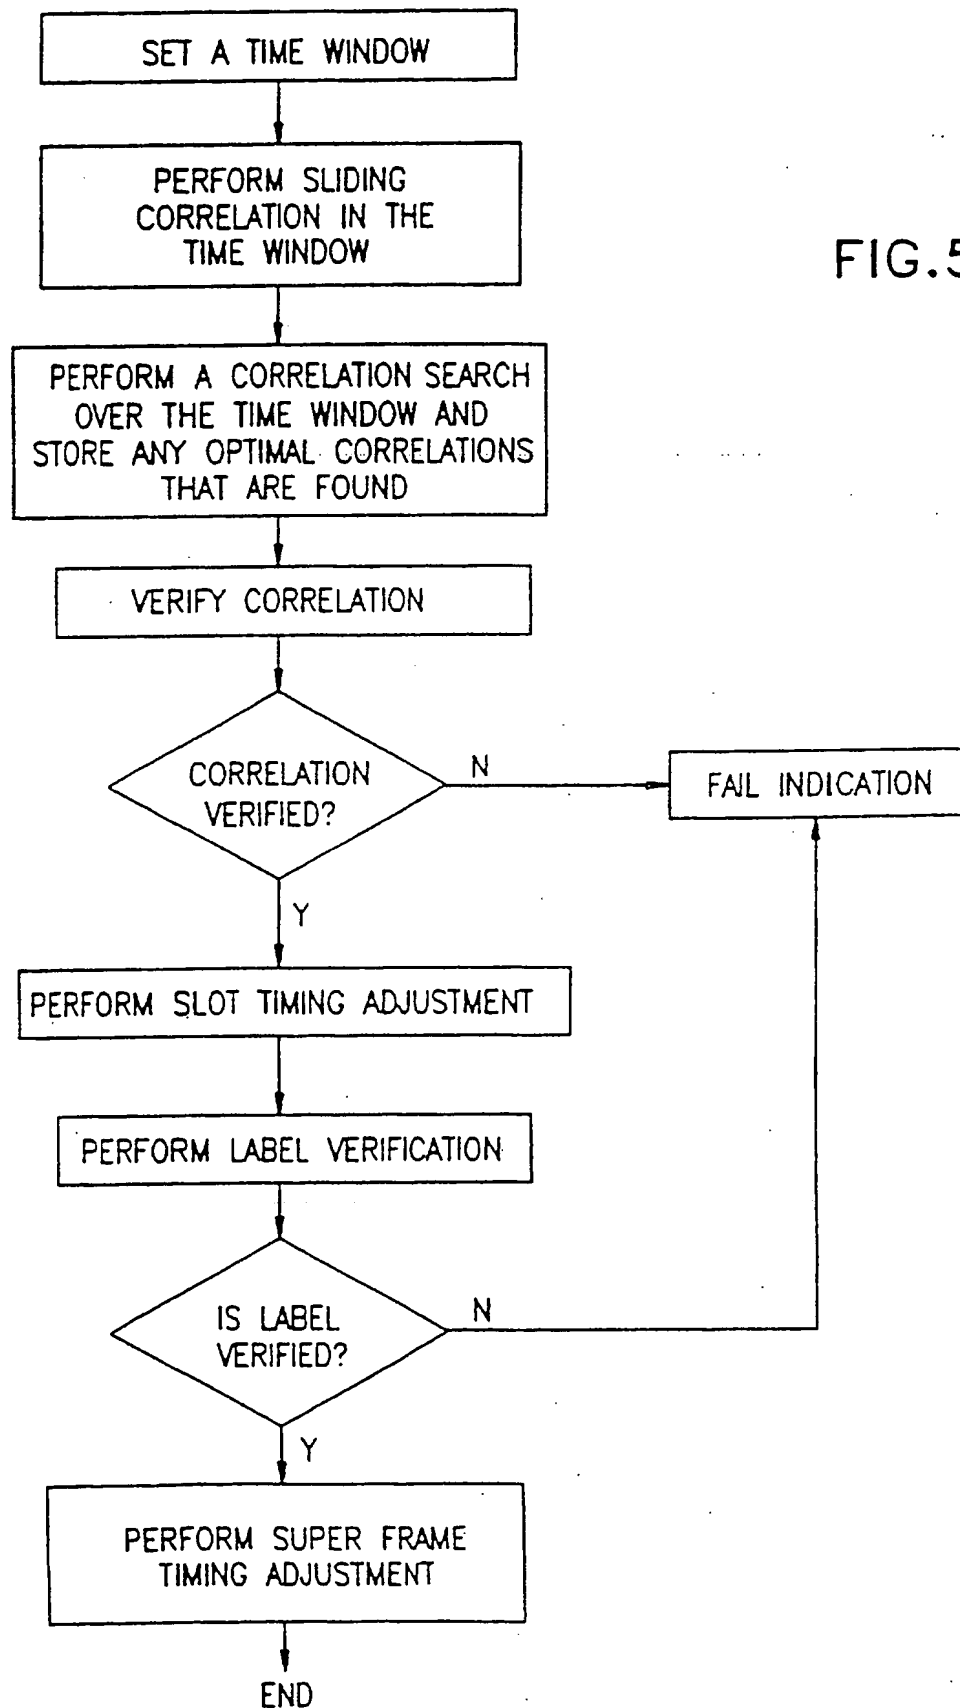 SET A TIME WINDOW
PERFORM SLIDING
CORRELATION IN THE
TIME WINDOW
FIG.5
PERFORM A CORRELATION SEARCH
OVER THE TIME WINDOW AND
STORE ANY OPTIMAL CORRELATIONS
THAT ARE FOUND
VERIFY CORRELATION
CORRELATION
VERIFIED?
N
FAIL INDICATION
Y
PERFORM SLOT TIMING ADJUSTMENT
PERFORM LABEL VERIFICATION
IS LABEL
VERIFIED?
N
Y
PERFORM SUPER FRAME
TIMING ADJUSTMENT
END